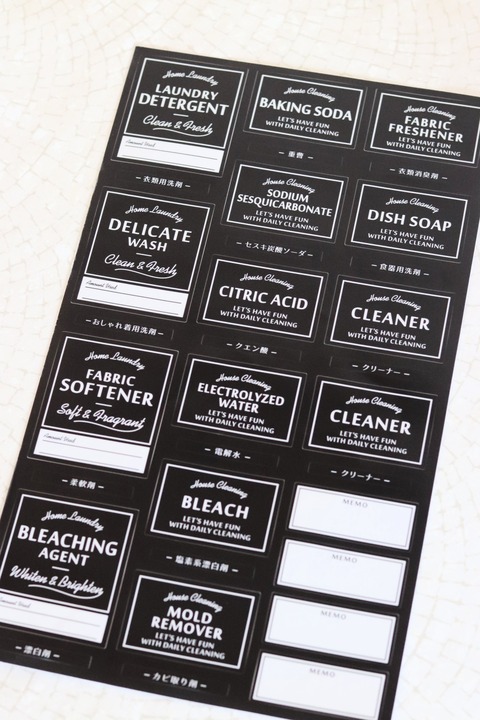 Home Laundry
LAUNDRY
DETERGENT
Clean & Fresh
Amount Used
– 衣類用洗剤 –
Home Laundry
DELICATE
WASH
Clean & Fresh
Amount Used
– おしゃれ着用洗剤 –
Home Laundry
FABRIC
SOFTENER
Soft & Fragrant
Amount Used
– 柔軟剤 –
Home Laundry
BLEACHING
AGENT
Whiten & Brighten
Amount Used
– 漂白剤 –
House Cleaning
BAKING SODA
LET'S HAVE FUN
WITH DAILY CLEANING
– 重曹 –
House Cleaning
SODIUM
SESQUICARBONATE
LET'S HAVE FUN
WITH DAILY CLEANING
– セスキ炭酸ソーダ –
House Cleaning
CITRIC ACID
LET'S HAVE FUN
WITH DAILY CLEANING
– クエン酸 –
House Cleaning
ELECTROLYZED
WATER
LET'S HAVE FUN
WITH DAILY CLEANING
– 電解水 –
House Cleaning
BLEACH
LET'S HAVE FUN
WITH DAILY CLEANING
– 塩素系漂白剤 –
House Cleaning
MOLD
REMOVER
LET'S HAVE FUN
WITH DAILY CLEANING
– カビ取り剤 –
House Cleaning
FABRIC
FRESHENER
LET'S HAVE FUN
WITH DAILY CLEANING
– 衣類消臭剤 –
House Cleaning
DISH SOAP
LET'S HAVE FUN
WITH DAILY CLEANING
– 食器用洗剤 –
House Cleaning
CLEANER
LET'S HAVE FUN
WITH DAILY CLEANING
– クリーナー –
House Cleaning
CLEANER
LET'S HAVE FUN
WITH DAILY CLEANING
– クリーナー –
MEMO
MEMO
MEMO
MEMO